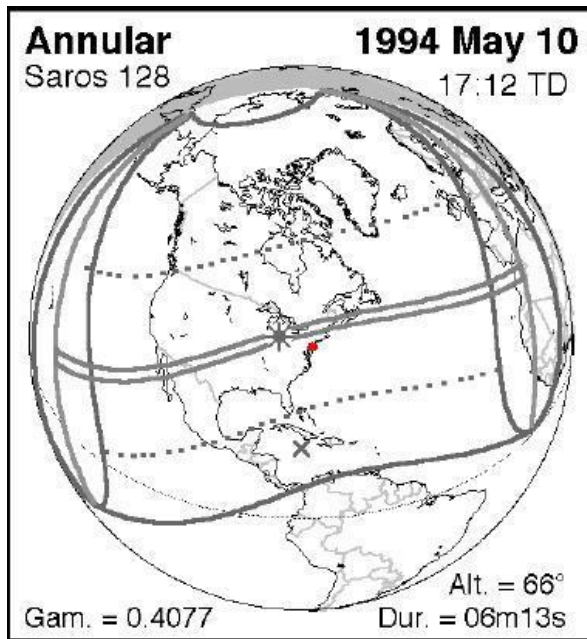 Annular 1994 May 10
Saros 128 17:12 TD
Alt. = 66°
Gam. = 0.4077 Dur. = 06m13s